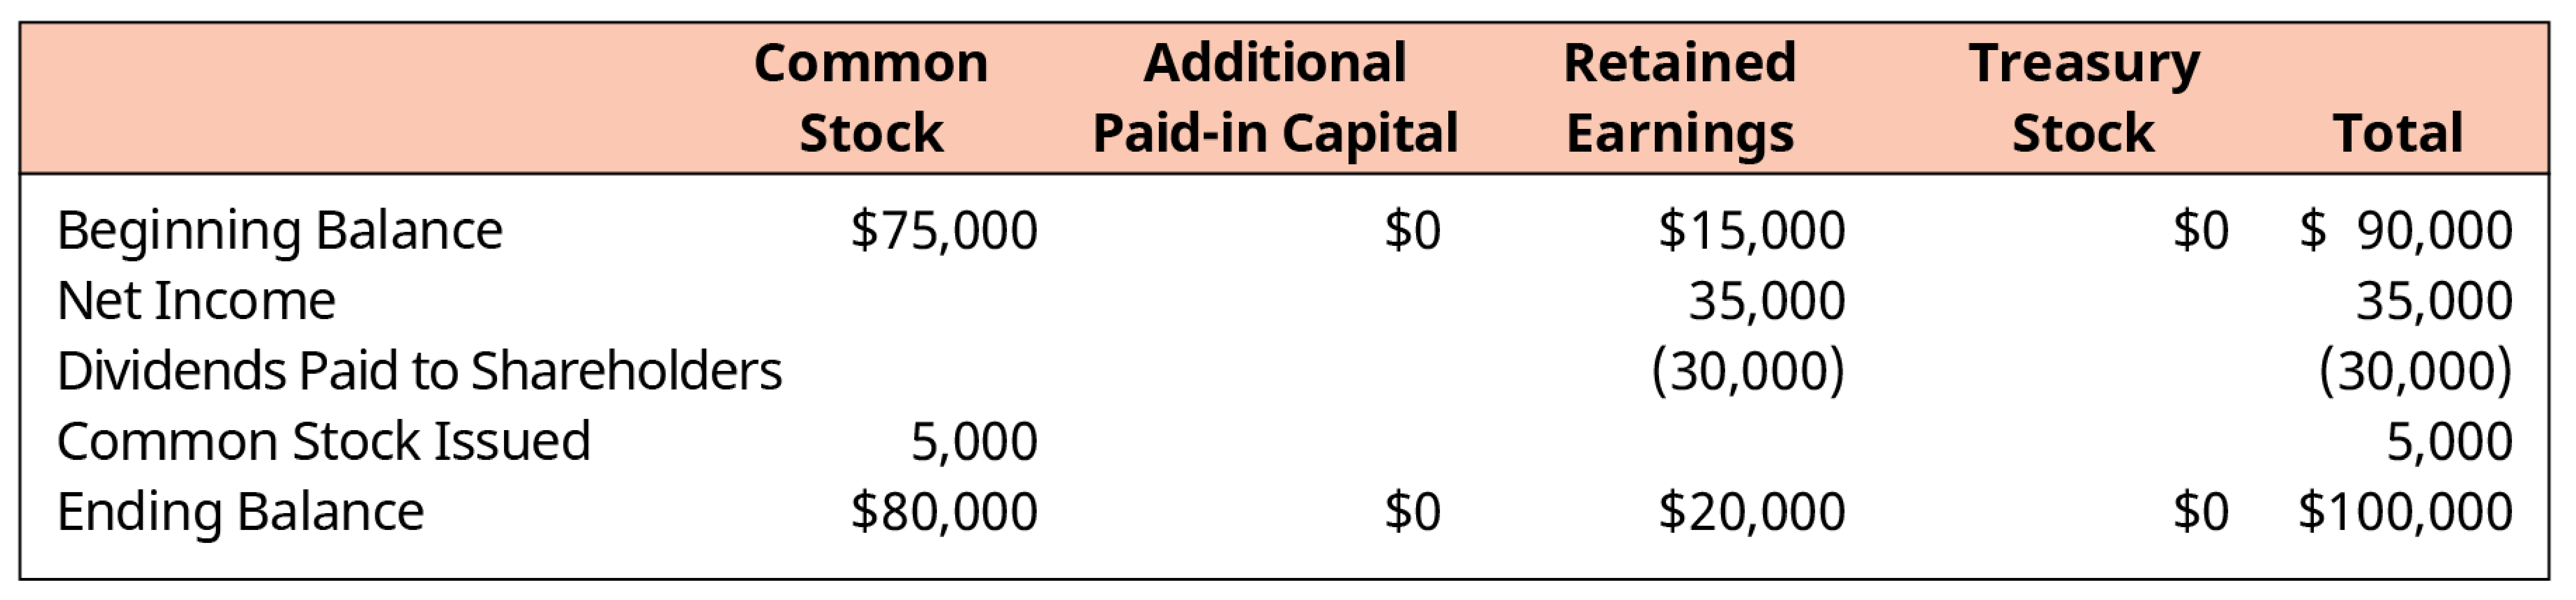 Common Additional Retained Treasury
Stock Paid-in Capital Earnings Stock Total
Beginning Balance $75,000 $0 $15,000 $0 $ 90,000
Net Income 35,000 35,000
Dividends Paid to Shareholders (30,000) (30,000)
Common Stock Issued 5,000 5,000
Ending Balance $80,000 $0 $20,000 $0 $100,000